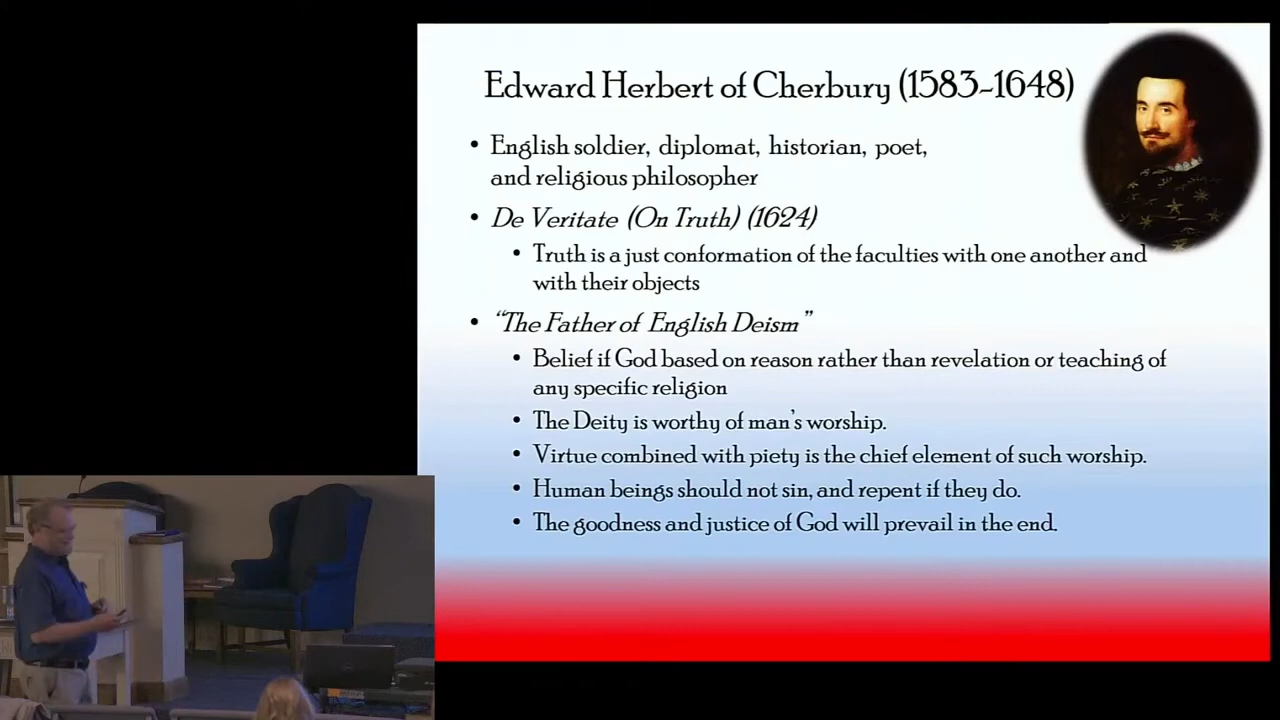 Edward Herbert of Cherbury (1583-1648)
• English soldier, diplomat, historian, poet,
and religious philosopher
• De Veritate (On Truth) (1624)
• Truth is a just conformation of the faculties with one another and
with their objects
• “The Father of English Deism”
• Belief if God based on reason rather than revelation or teaching of
any specific religion
• The Deity is worthy of man's worship.
• Virtue combined with piety is the chief element of such worship.
• Human beings should not sin, and repent if they do.
• The goodness and justice of God will prevail in the end.